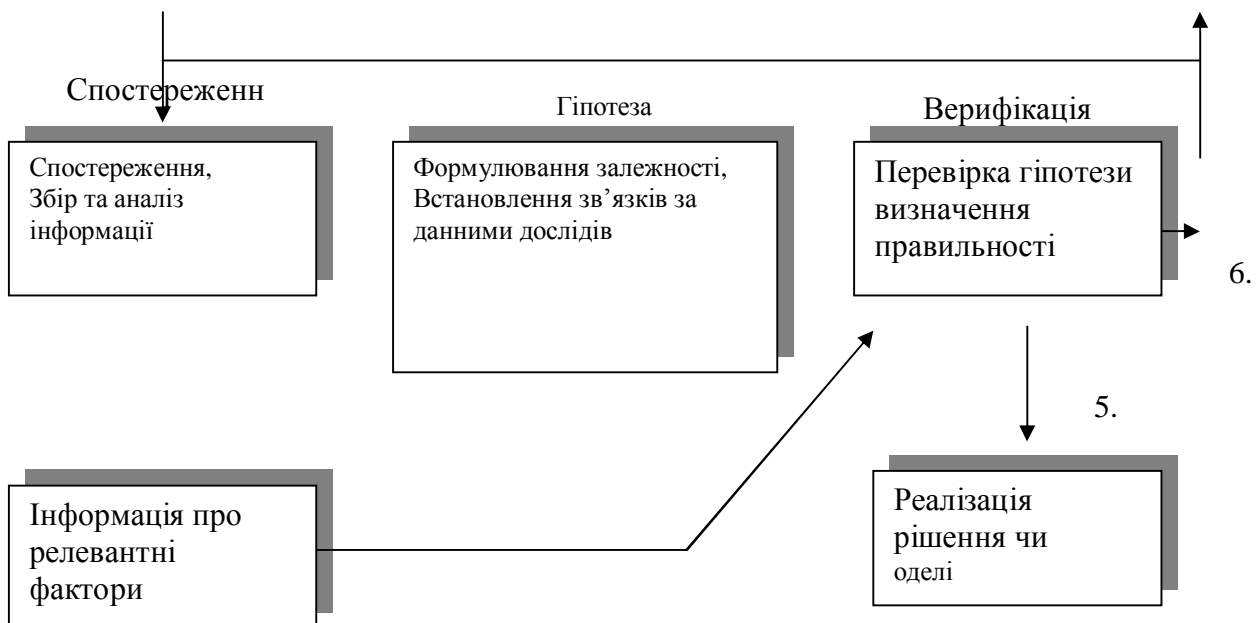 Спостереженн
Спостереження,
Збір та аналіз
інформації
Гіпотеза
Формулювання залежності,
Встановлення зв’язків за
данними дослідів
Верифікація
Перевірка гіпотези
визначення
правильності
6.
5.
Інформація про
релевантні
фактори
Реалізація
рішення чи
оделі